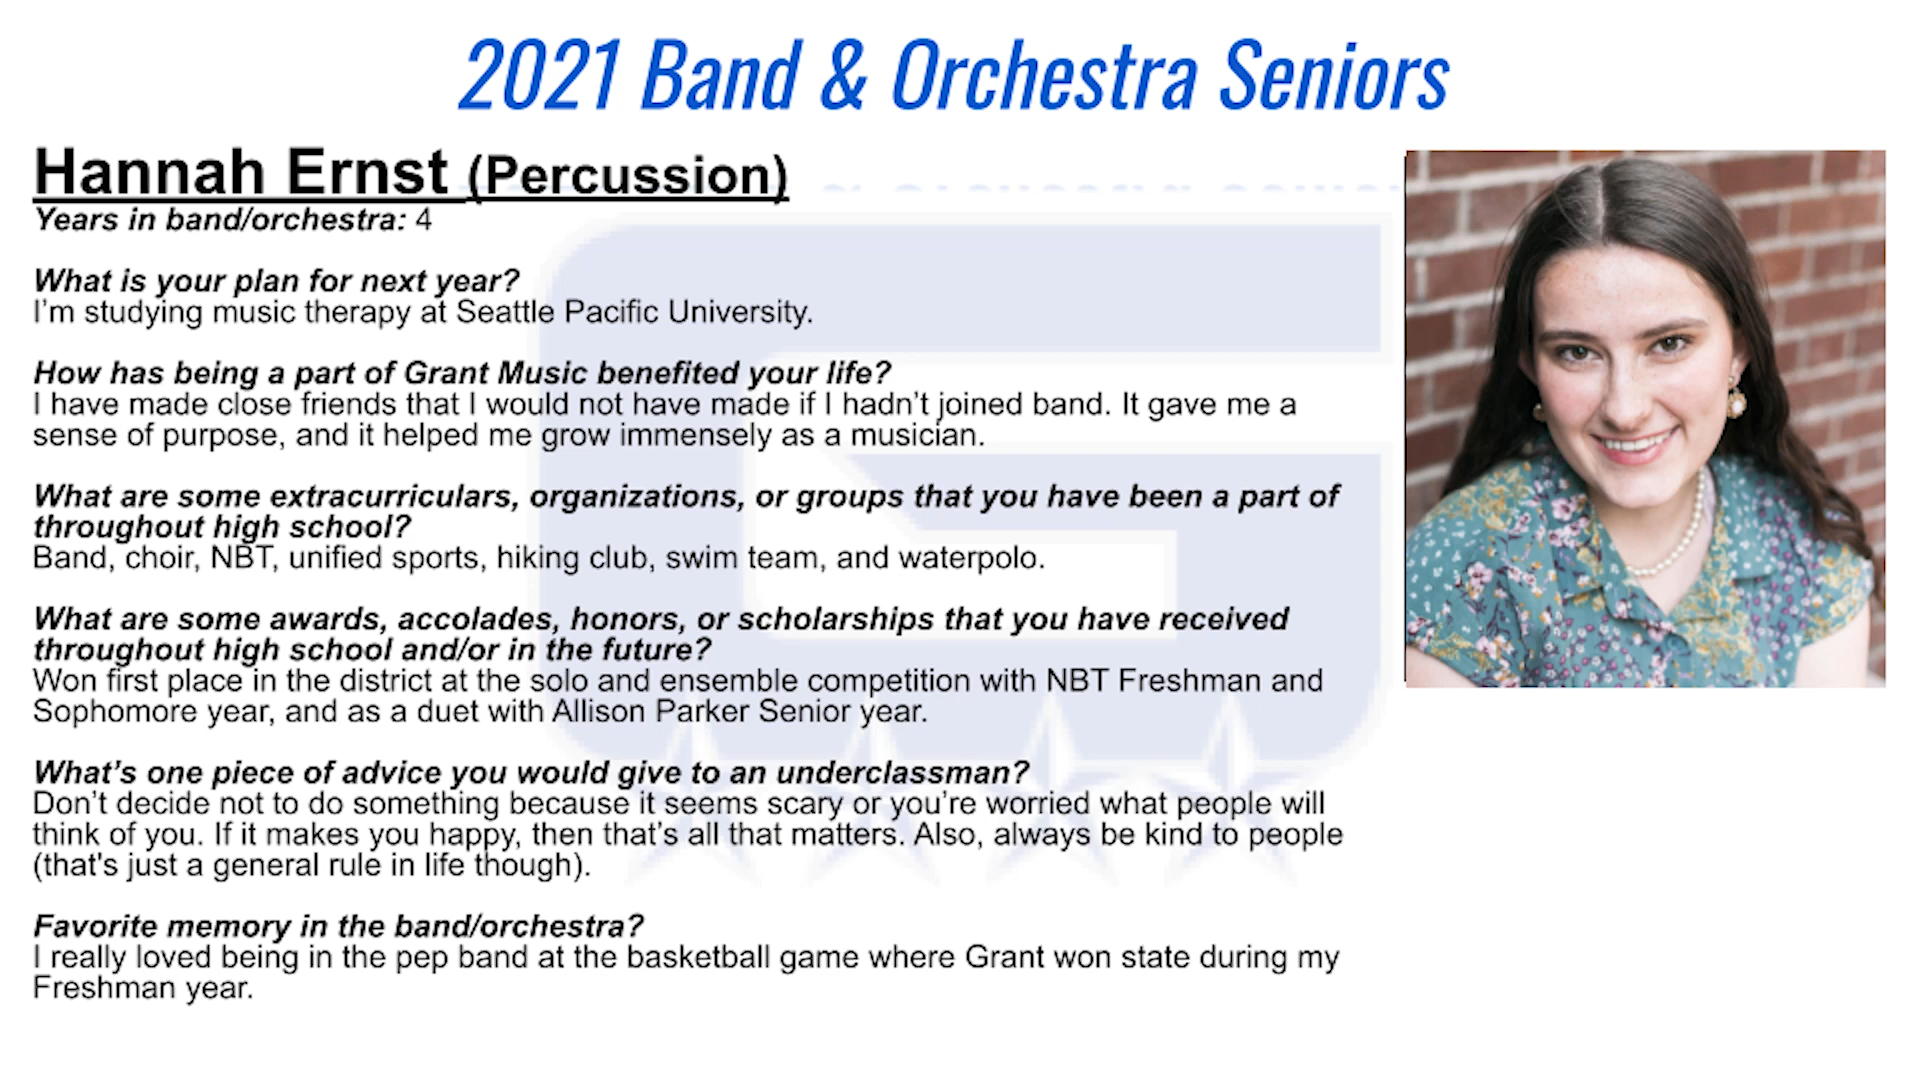 2021 Band & Orchestra Seniors
Hannah Ernst (Percussion)
Years in band/orchestra: 4
What is your plan for next year?
I'm studying music therapy at Seattle Pacific University.
How has being a part of Grant Music benefited your life?
I have made close friends that I would not have made if I hadn't joined band. It gave me a
sense of purpose, and it helped me grow immensely as a musician.
What are some extracurriculars, organizations, or groups that you have been a part of
throughout high school?
Band, choir, NBT, unified sports, hiking club, swim team, and waterpolo.
What are some awards, accolades, honors, or scholarships that you have received
throughout high school and/or in the future?
Won first place in the district at the solo and ensemble competition with NBT Freshman and
Sophomore year, and as a duet with Allison Parker Senior year.
What's one piece of advice you would give to an underclassman?
Don't decide not to do something because it seems scary or you're worried what people will
think of you. If it makes you happy, then that's all that matters. Also, always be kind to people
(that's just a general rule in life though).
Favorite memory in the band/orchestra?
I really loved being in the pep band at the basketball game where Grant won state during my
Freshman year.